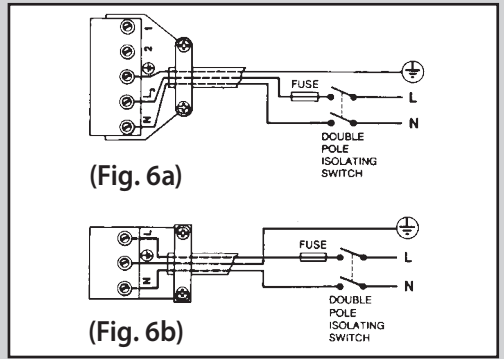 1
2
L
N
FUSE
L
N
DOUBLE
POLE
ISOLATING
SWITCH
(Fig. 6a)
L
N
FUSE
L
N
DOUBLE
POLE
ISOLATING
SWITCH
(Fig. 6b)